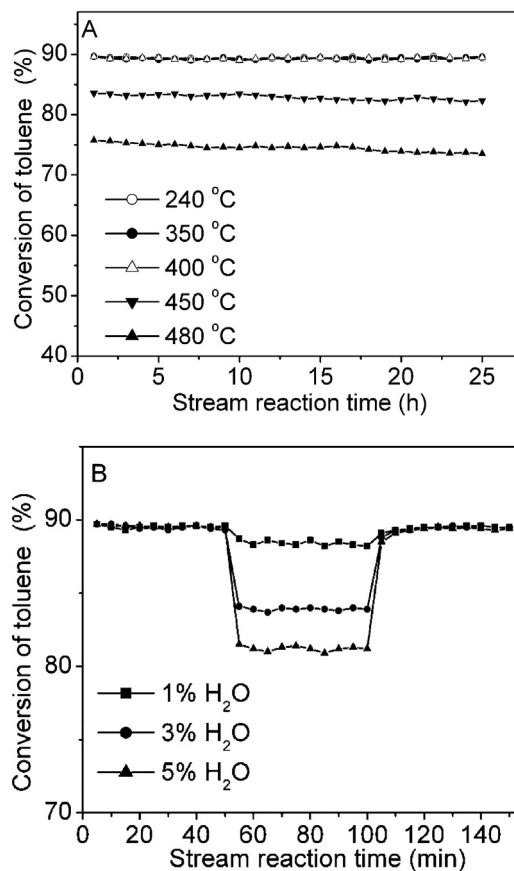 A
Conversion of toluene (%)
100
90
80
70
60
50
40
240 °C
350 °C
400 °C
450 °C
480 °C
0 5 10 15 20 25
Stream reaction time (h)
B
Conversion of toluene (%)
90
80
70
1% H₂O
3% H₂O
5% H₂O
0 20 40 60 80 100 120 140
Stream reaction time (min)